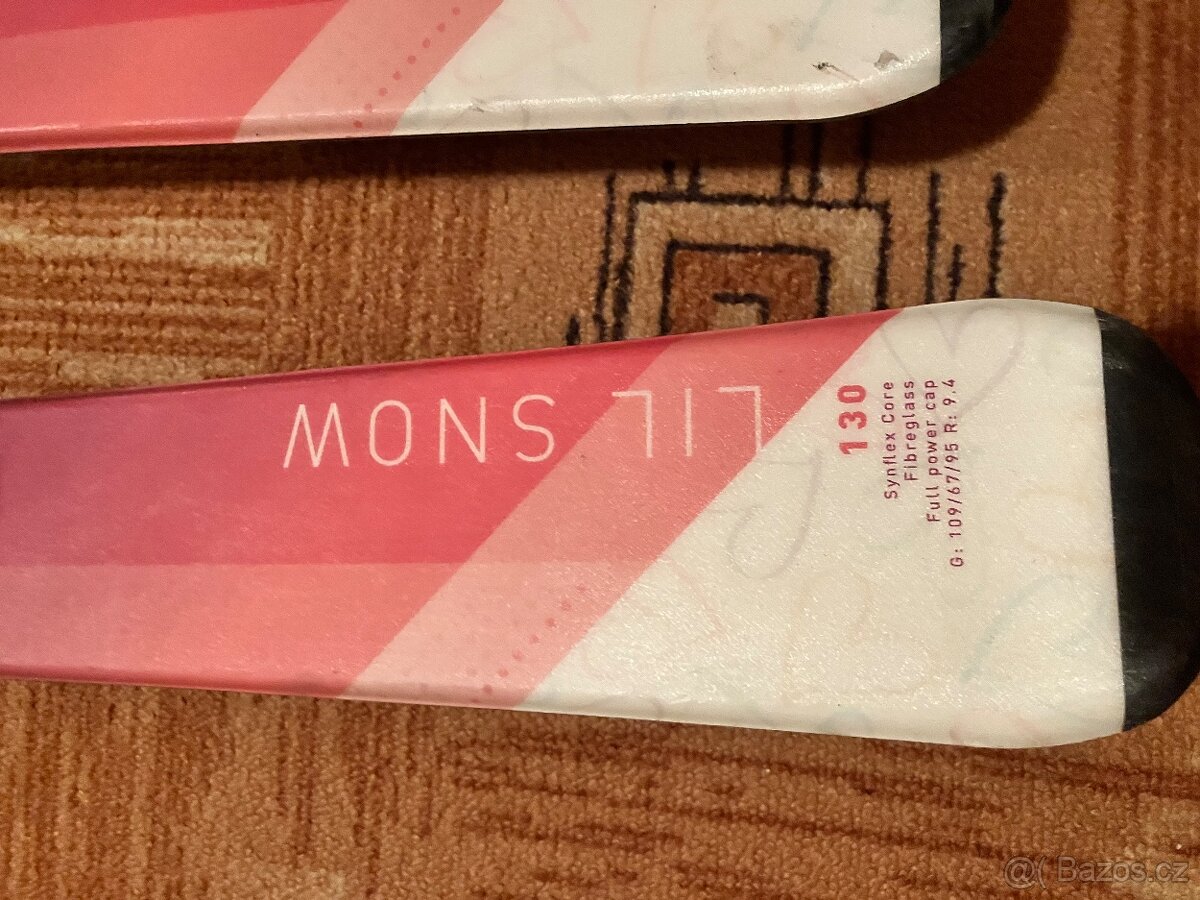 LIL SNOW
130
Synflex Core
Fibreglass
Full power cap
G: 109/67/95 R: 9.4
@( Bazos.cz